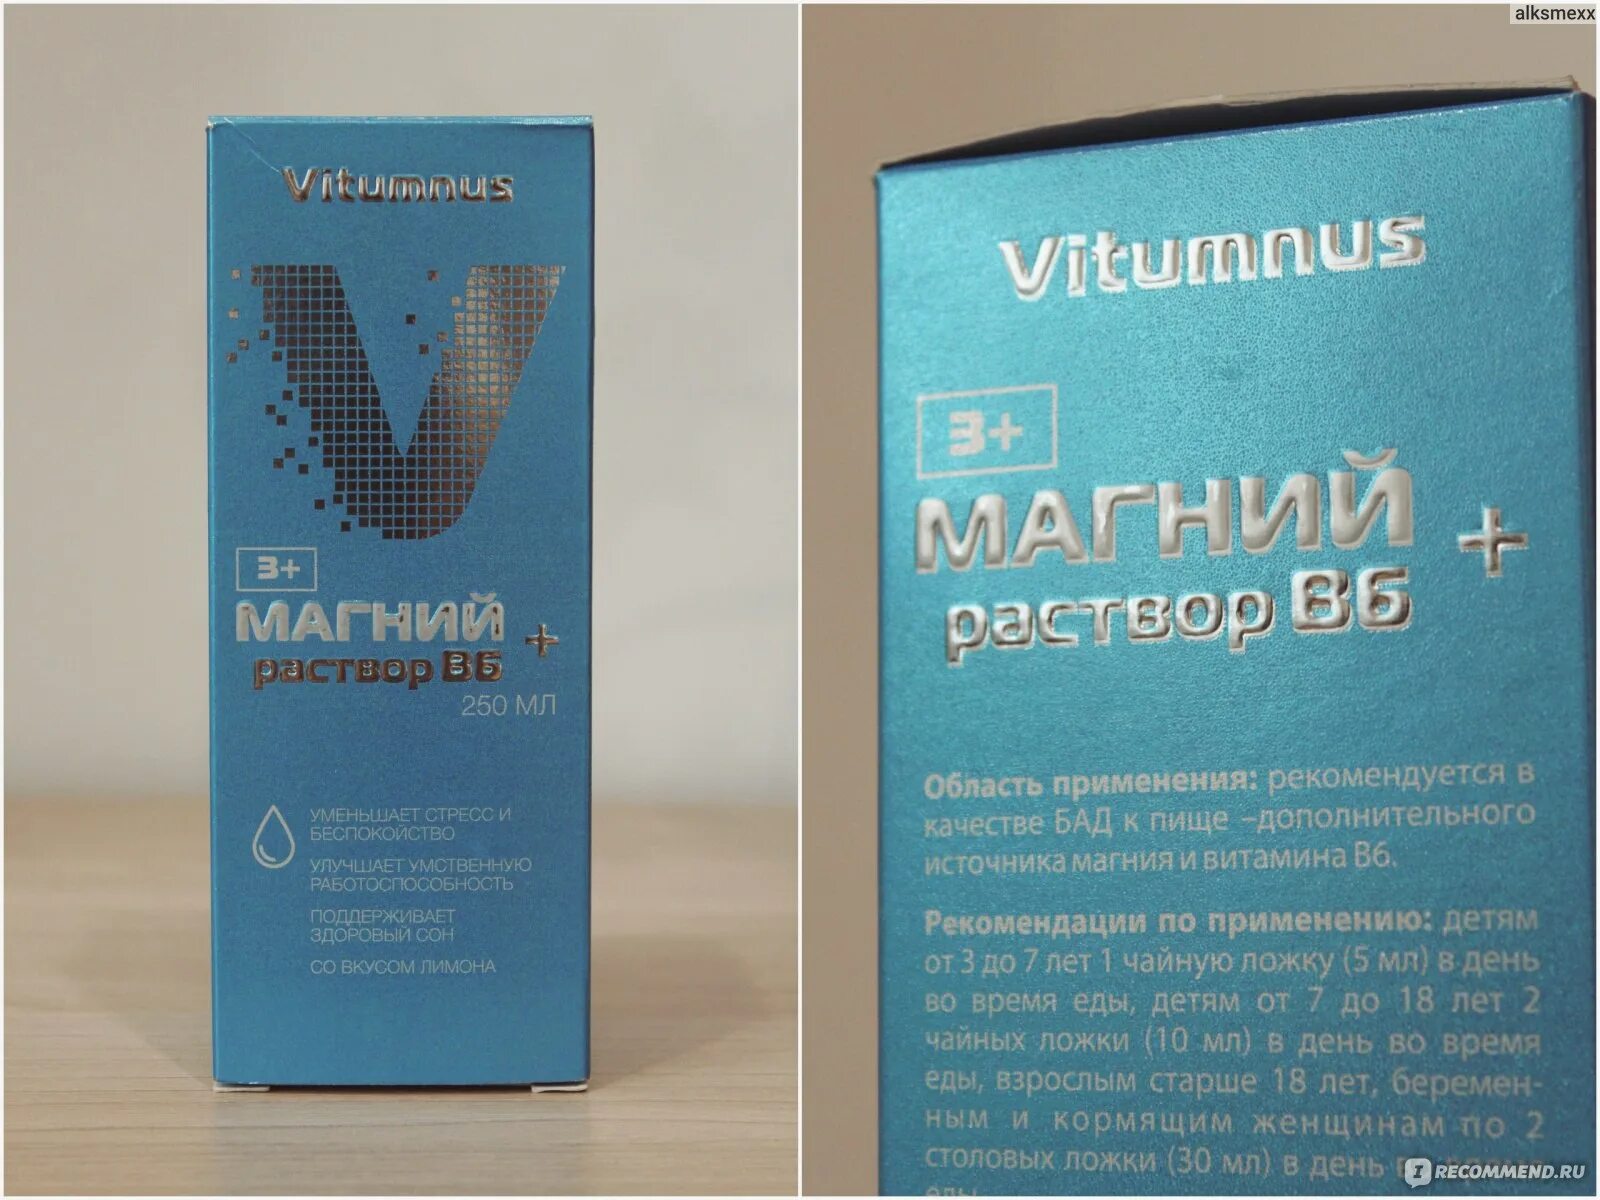 Vitumnus
3+
МАГНИЙ +
раствор В6
250 МЛ
УМЕНЬШАЕТ СТРЕСС И
БЕСПОКОЙСТВО
УЛУЧШАЕТ УМСТВЕННУЮ
РАБОТОСПОСОБНОСТЬ
ПОДДЕРЖИВАЕТ
ЗДОРОВЫЙ СОН
СО ВКУСОМ ЛИМОНА
alksmexx
Vitumnus
3+
МАГНИЙ +
раствор В6
Область применения: рекомендуется в
качестве БАД к пище –дополнительного
источника магния и витамина В6.
Рекомендации по применению: детям
от 3 до 7 лет 1 чайную ложку (5 мл) в день
во время еды, детям от 7 до 18 лет 2
чайных ложки (10 мл) в день во время
еды, взрослым старше 18 лет, беремен-
ным и кормящим женщинам по 2
столовых ложки (30 мл) в день
IRECOMMEND.RU